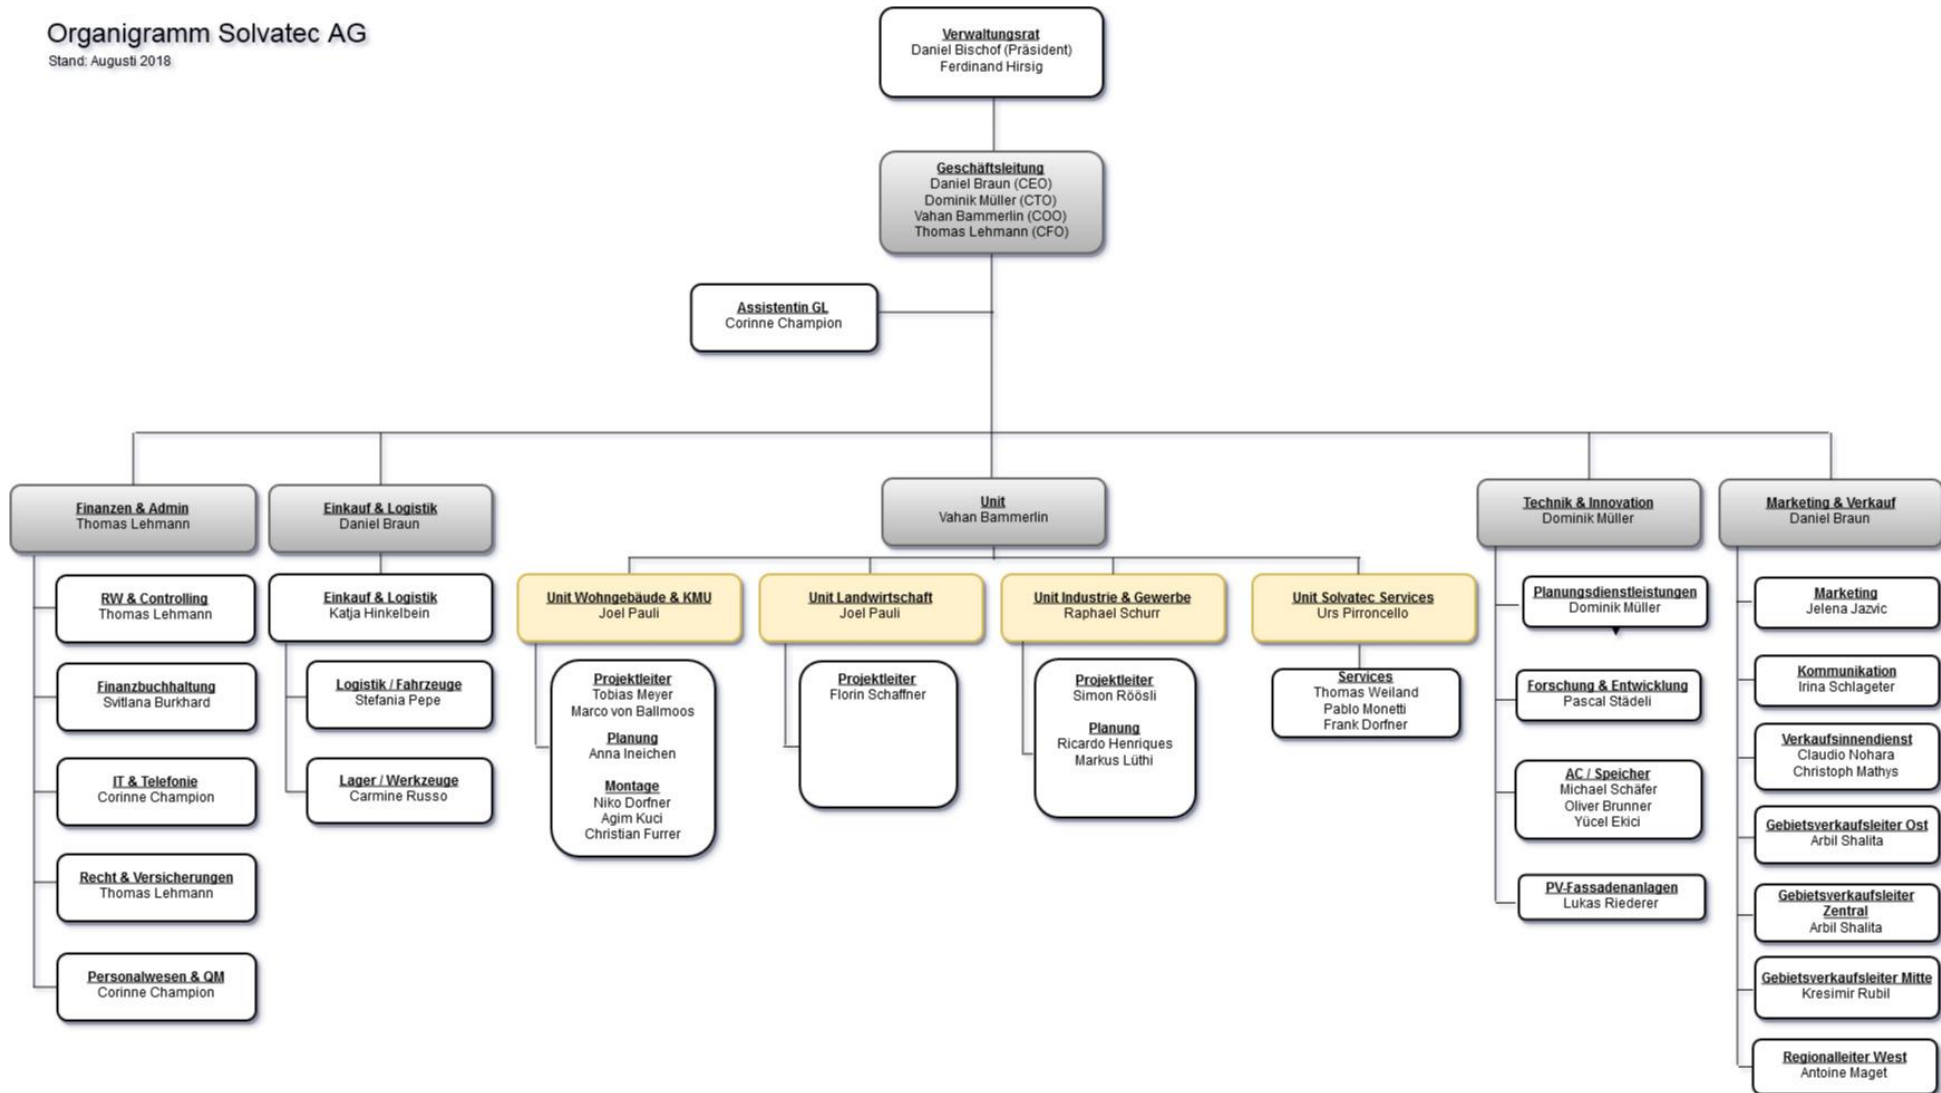 Organigramm Solvatec AG
Stand: Augusti 2018
Verwaltungsrat
Daniel Bischof (Präsident)
Ferdinand Hirsig
Geschäftsleitung
Daniel Braun (CEO)
Dominik Müller (CTO)
Vahan Bammerlin (COO)
Thomas Lehmann (CFO)
Assistentin GL
Corinne Champion
Finanzen & Admin
Thomas Lehmann
RW & Controlling
Thomas Lehmann
Finanzbuchhaltung
Svitlana Burkhard
IT & Telefonie
Corinne Champion
Recht & Versicherungen
Thomas Lehmann
Personalwesen & QM
Corinne Champion
Einkauf & Logistik
Daniel Braun
Einkauf & Logistik
Katja Hinkelbein
Logistik / Fahrzeuge
Stefania Pepe
Lager / Werkzeuge
Carmine Russo
Unit
Vahan Bammerlin
Unit Wohngebäude & KMU
Joel Pauli
Projektleiter
Tobias Meyer
Marco von Ballmoos
Planung
Anna Ineichen
Montage
Niko Dorfner
Agim Kuci
Christian Furrer
Unit Landwirtschaft
Joel Pauli
Projektleiter
Florin Schaffner
Unit Industrie & Gewerbe
Raphael Schurr
Projektleiter
Simon Röösli
Planung
Ricardo Henriques
Markus Lüthi
Unit Solvatec Services
Urs Pirroncello
Services
Thomas Weiland
Pablo Monetti
Frank Dorfner
Technik & Innovation
Dominik Müller
Planungsdienstleistungen
Dominik Müller
Forschung & Entwicklung
Pascal Städeli
AC / Speicher
Michael Schäfer
Oliver Brunner
Yücel Ekici
PV-Fassadenanlagen
Lukas Riederer
Marketing & Verkauf
Daniel Braun
Marketing
Jelena Jazvic
Kommunikation
Irina Schlageter
Verkaufsinnendienst
Claudio Nohara
Christoph Mathys
Gebietsverkaufsleiter Ost
Arbil Shalita
Gebietsverkaufsleiter
Zentral
Arbil Shalita
Gebietsverkaufsleiter Mitte
Kresimir Rubil
Regionalleiter West
Antoine Maget